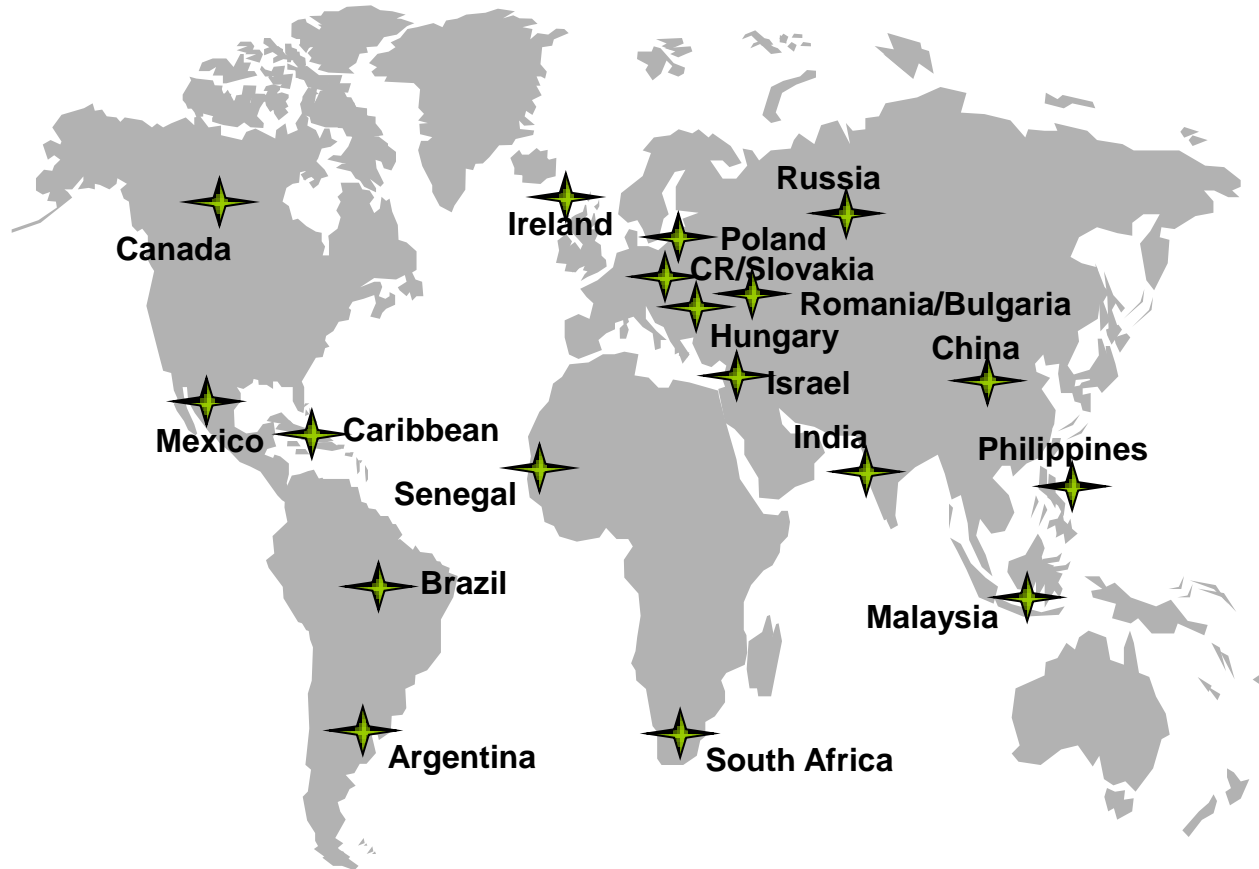 Russia
Ireland
Canada
Poland
CR/Slovakia
Romania/Bulgaria
Hungary
China
Israel
Mexico
Caribbean
India
Philippines
Senegal
Brazil
Malaysia
Argentina
South Africa